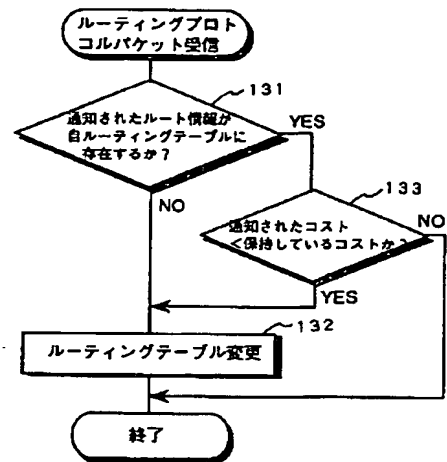 ルーティングプロト
コルパケット受信
131
通知されたルート情報が
自ルーティングテーブルに
存在するか？
YES
NO
133
通知されたコスト
<保持しているコストか？
NO
YES
132
ルーティングテーブル変更
終了